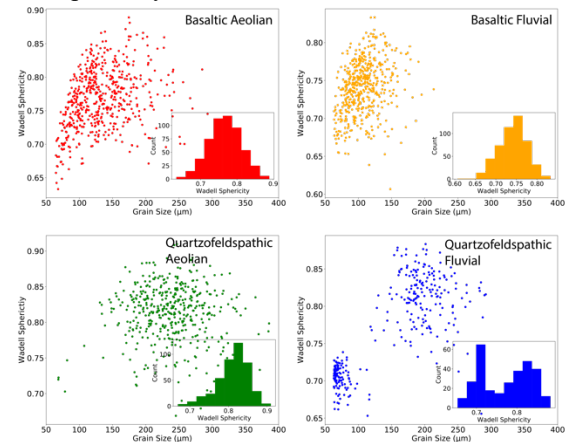 Basaltic Aeolian
0.90
0.85
0.80
0.75
0.70
0.65
Wadell Sphericity
50 100 150 200 250 300 350 400
Grain Size (µm)
Count
100
75
50
25
0
0.7 0.8 0.9
Wadell Sphericity
Basaltic Fluvial
0.80
0.75
0.70
0.65
0.60
Wadell Sphericity
50 100 150 200 250 300 350 400
Grain Size (µm)
Count
100
50
0
0.60 0.65 0.70 0.75 0.80
Wadell Sphericity
Quartzofeldspathic
Aeolian
0.90
0.85
0.80
0.75
0.70
Wadell Sphericity
50 100 150 200 250 300 350 400
Grain Size (µm)
Count
100
50
0
0.7 0.8 0.9
Wadell Sphericity
Quartzofeldspathic
Fluvial
0.85
0.80
0.75
0.70
0.65
Wadell Sphericity
50 100 150 200 250 300 350 400
Grain Size (µm)
Count
60
40
20
0
0.7 0.8
Wadell Sphericity